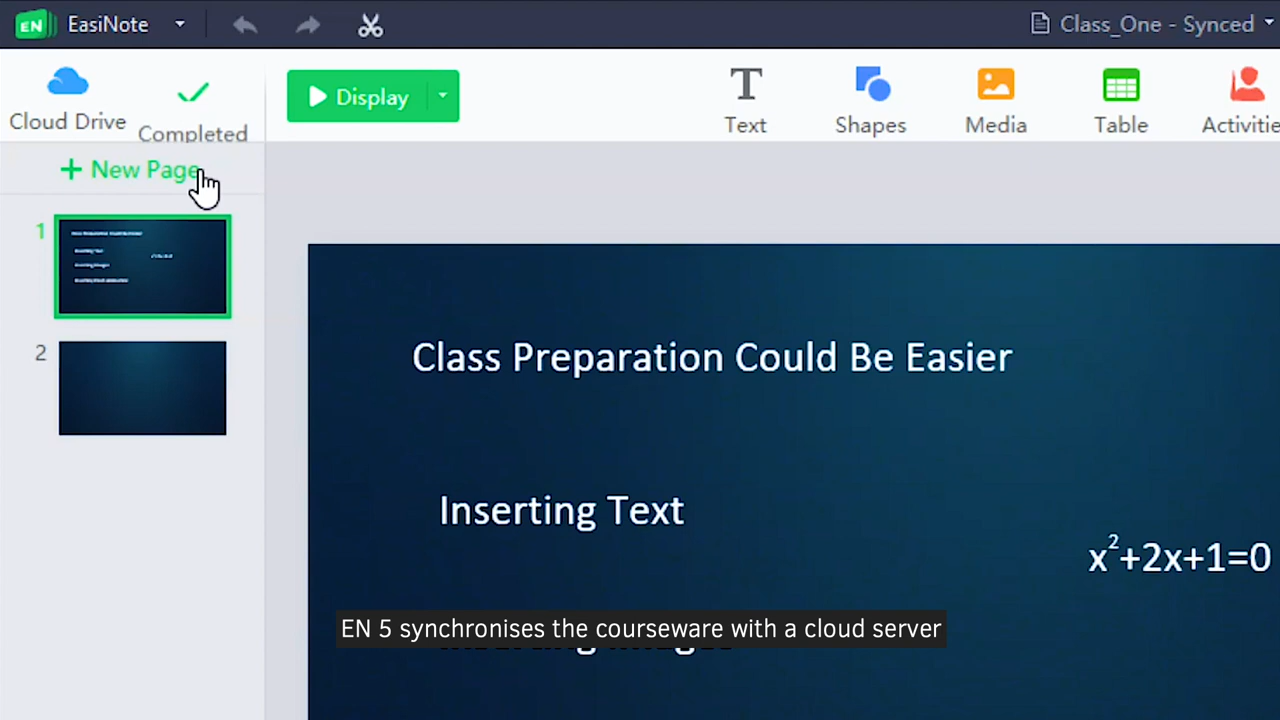 EN EasiNote
Class_One - Synced
Cloud Drive
Completed
Display
Text
Shapes
Media
Table
Activitie
+ New Page
1
2
Class Preparation Could Be Easier
Inserting Text
x²+2x+1=0
EN 5 synchronises the courseware with a cloud server